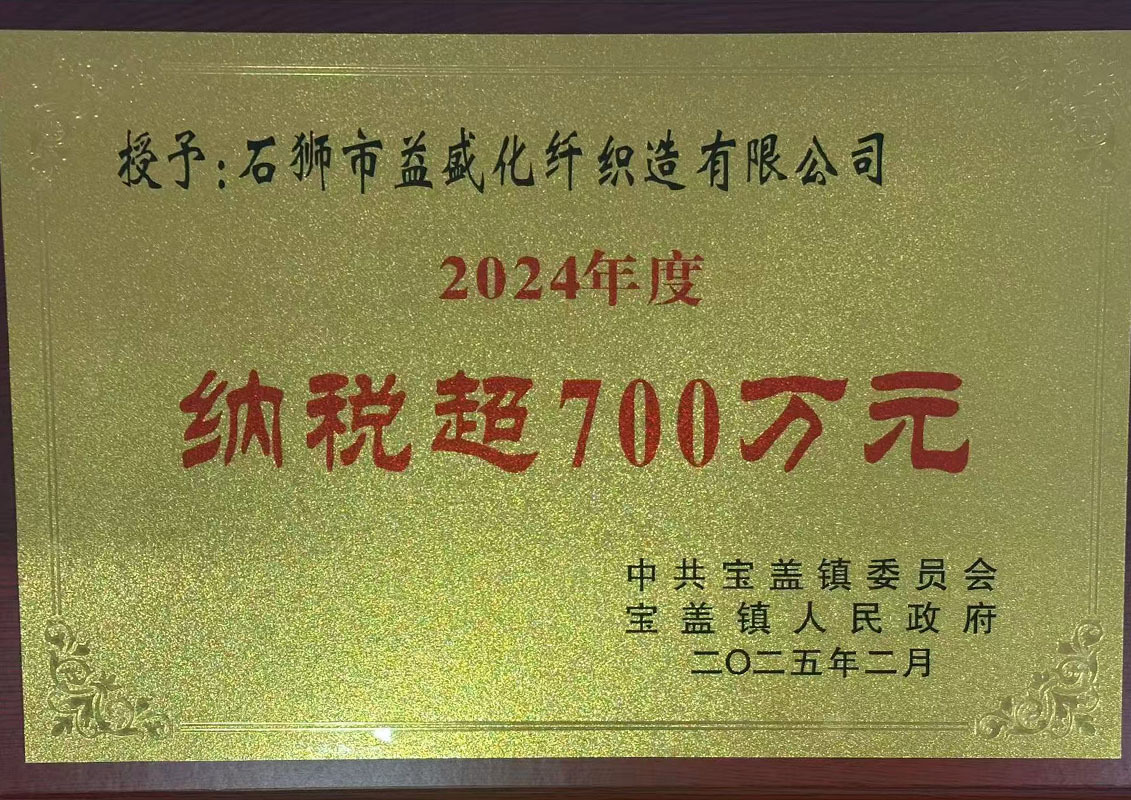 授予:石狮市益盛化纤织造有限公司
2024年度
纳税超700万元
中共宝盖镇委员会
宝盖镇人民政府
二〇二五年二月